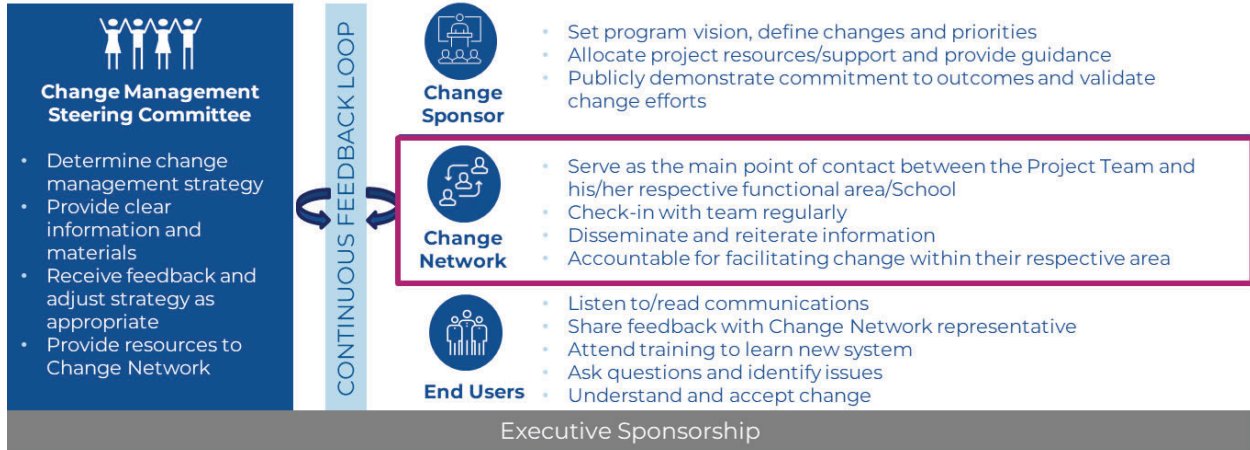 Change Management
Steering Committee
• Determine change
management strategy
• Provide clear
information and
materials
• Receive feedback and
adjust strategy as
appropriate
• Provide resources to
Change Network
CONTINUOUS FEEDBACK LOOP
Change
Sponsor
• Set program vision, define changes and priorities
• Allocate project resources/support and provide guidance
• Publicly demonstrate commitment to outcomes and validate
change efforts
Change
Network
• Serve as the main point of contact between the Project Team and
his/her respective functional area/School
• Check-in with team regularly
• Disseminate and reiterate information
• Accountable for facilitating change within their respective area
End Users
• Listen to/read communications
• Share feedback with Change Network representative
• Attend training to learn new system
• Ask questions and identify issues
• Understand and accept change
Executive Sponsorship